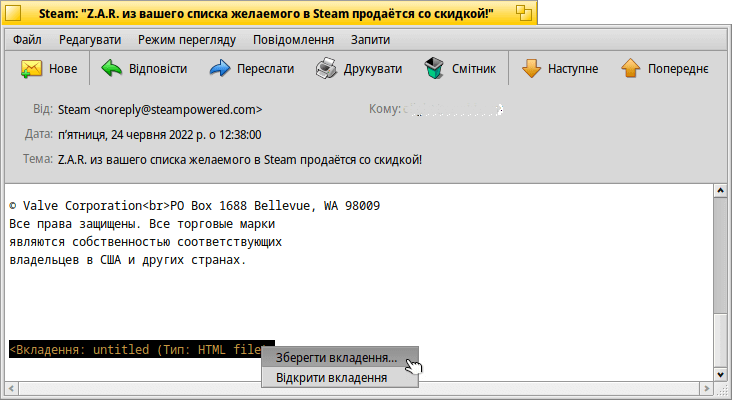 Steam: "Z.A.R. из вашего списка желаемого в Steam продаётся со скидкой!"
Файл Редагувати Режим перегляду Повідомлення Запити
Нове Відповісти Переслати Друкувати Смітник Наступне Попереднє
Від: Steam <noreply@steampowered.com> Кому:
Дата: п’ятниця, 24 червня 2022 р. о 12:38:00
Тема: Z.A.R. из вашего списка желаемого в Steam продаётся со скидкой!
© Valve Corporation<br>PO Box 1688 Bellevue, WA 98009
Все права защищены. Все торговые марки
являются собственностью соответствующих
владельцев в США и других странах.
<Вкладення: untitled (Тип: HTML file
Зберегти вкладення...
Відкрити вкладення